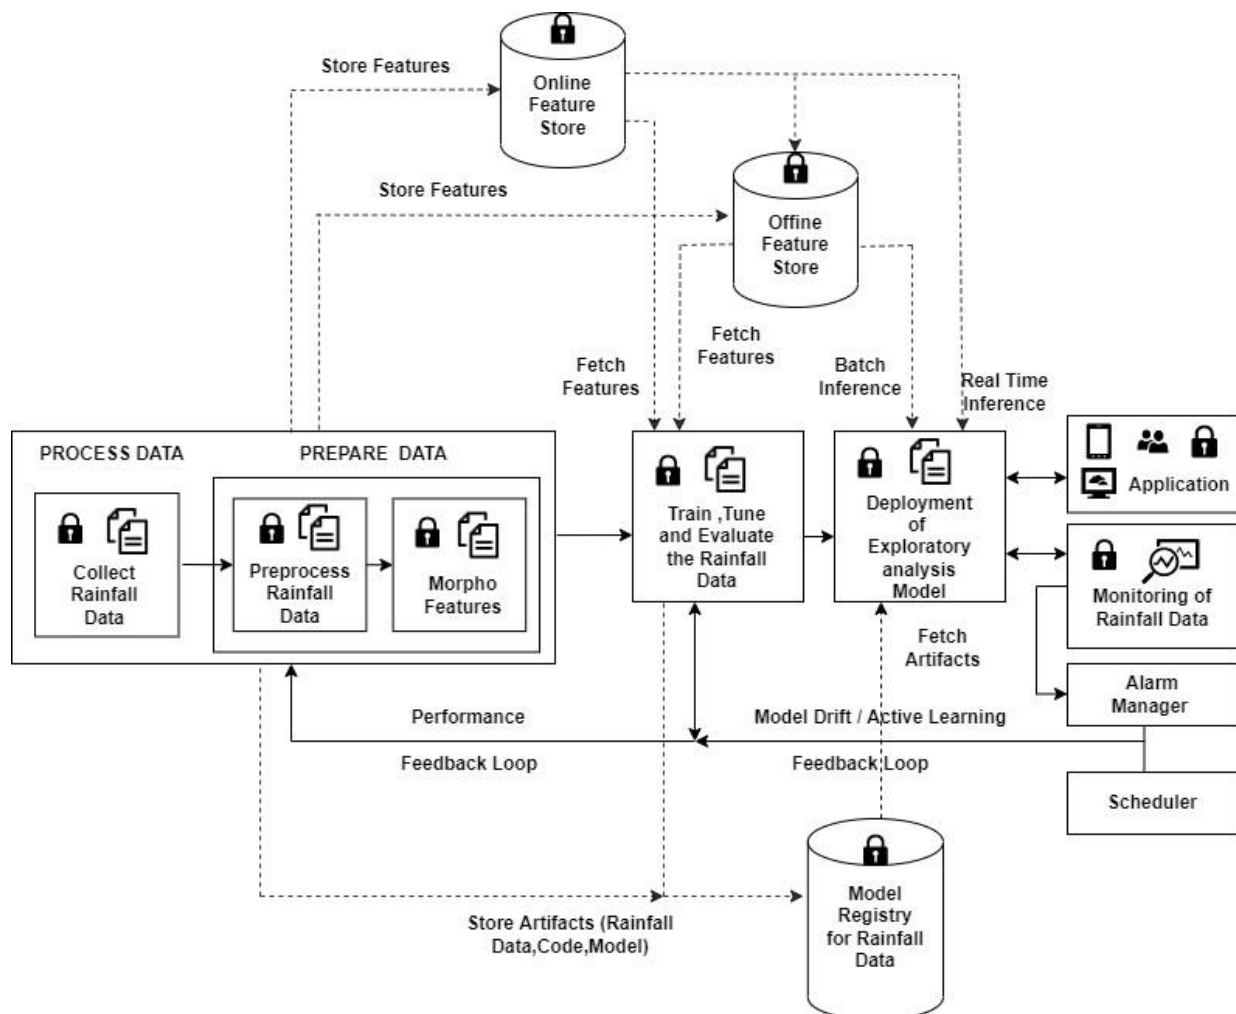 Store Features
Online
Feature
Store
Store Features
Offine
Feature
Store
Fetch
Features
Fetch
Features
Batch
Inference
Real Time
Inference
PROCESS DATA
PREPARE DATA
Collect
Rainfall
Data
Preprocess
Rainfall
Data
Morpho
Features
Train ,Tune
and Evaluate
the Rainfall
Data
Deployment
of
Exploratory
analysis
Model
Application
Monitoring of
Rainfall Data
Fetch
Artifacts
Alarm
Manager
Performance
Feedback Loop
Model Drift / Active Learning
Feedback Loop
Scheduler
Store Artifacts (Rainfall
Data,Code,Model)
Model
Registry
for Rainfall
Data